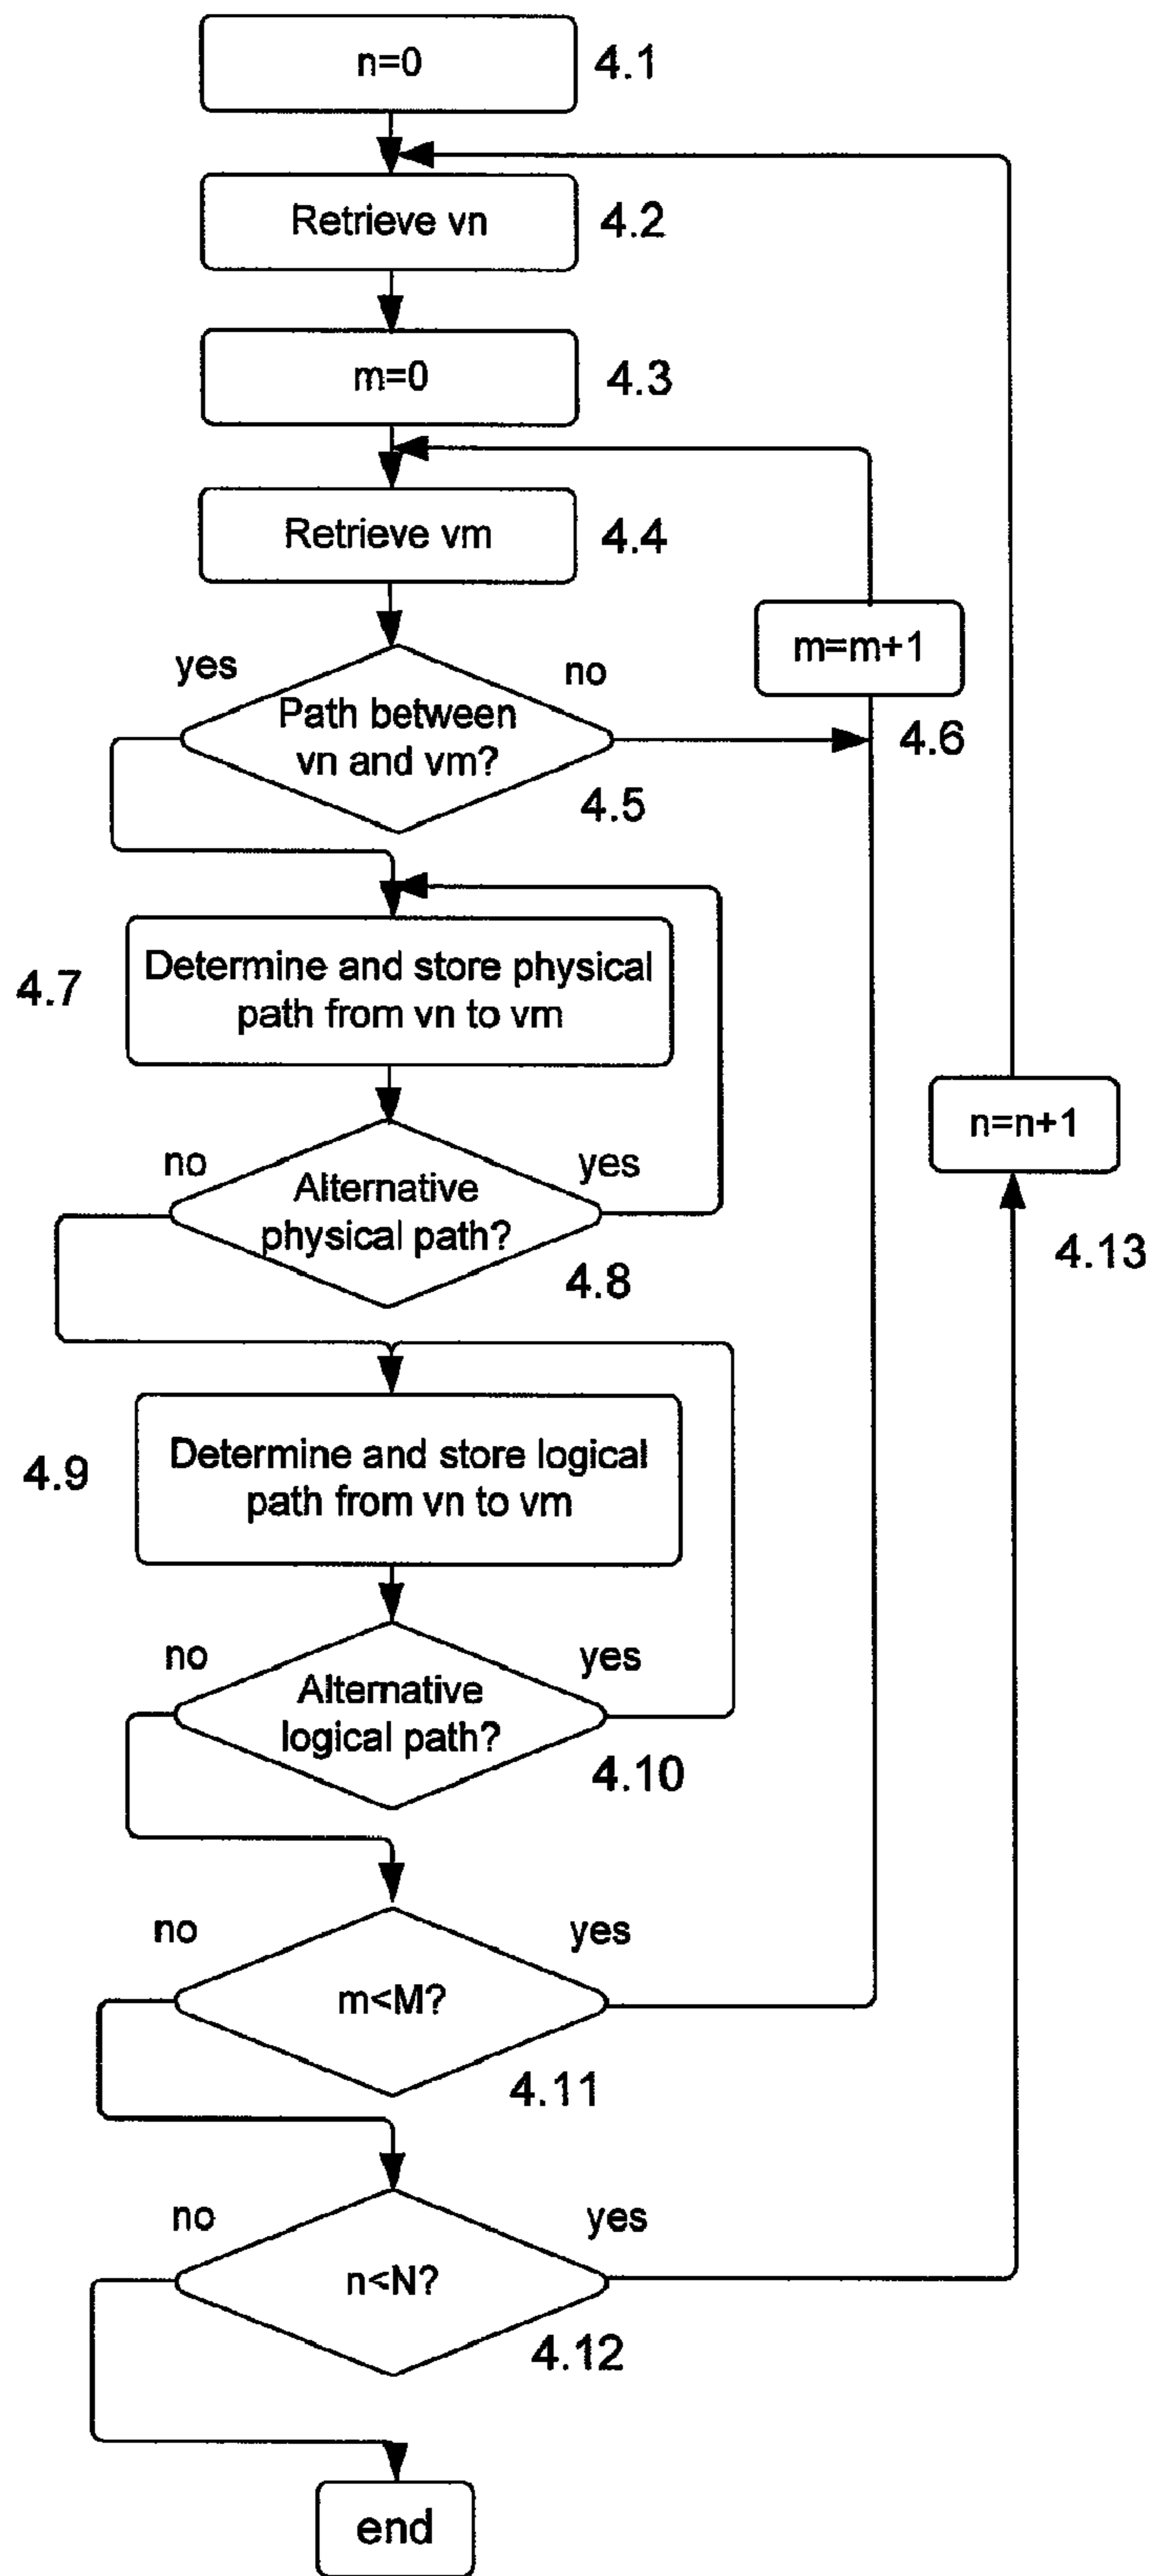 n=0
4.1
Retrieve vn
4.2
m=0
4.3
Retrieve vm
4.4
m=m+1
4.6
yes
no
Path between
vn and vm?
4.5
4.7
Determine and store physical
path from vn to vm
no
yes
Alternative
physical path?
4.8
n=n+1
4.13
4.9
Determine and store logical
path from vn to vm
no
yes
Alternative
logical path?
4.10
no
yes
m<M?
4.11
no
yes
n<N?
4.12
end